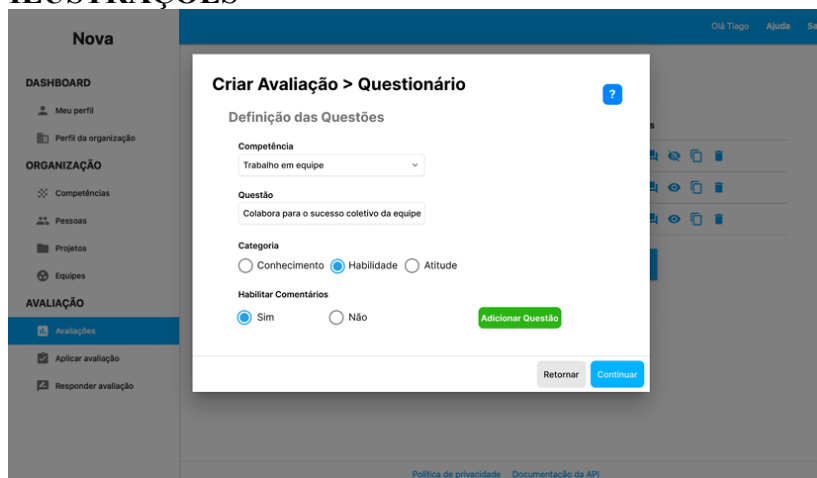 ILUSTRAÇÕES
Nova
Olá Tiago Ajuda
DASHBOARD
Meu perfil
Perfil da organização
ORGANIZAÇÃO
Competências
Pessoas
Projetos
Equipes
AVALIAÇÃO
Avaliações
Aplicar avaliação
Responder avaliação
Criar Avaliação > Questionário
?
Definição das Questões
Competência
Trabalho em equipe
Questão
Colabora para o sucesso coletivo da equipe
Categoria
Conhecimento Habilidade Atitude
Habilitar Comentários
Sim Não
Adicionar Questão
Retornar Continuar
Política de privacidade Documentação da API